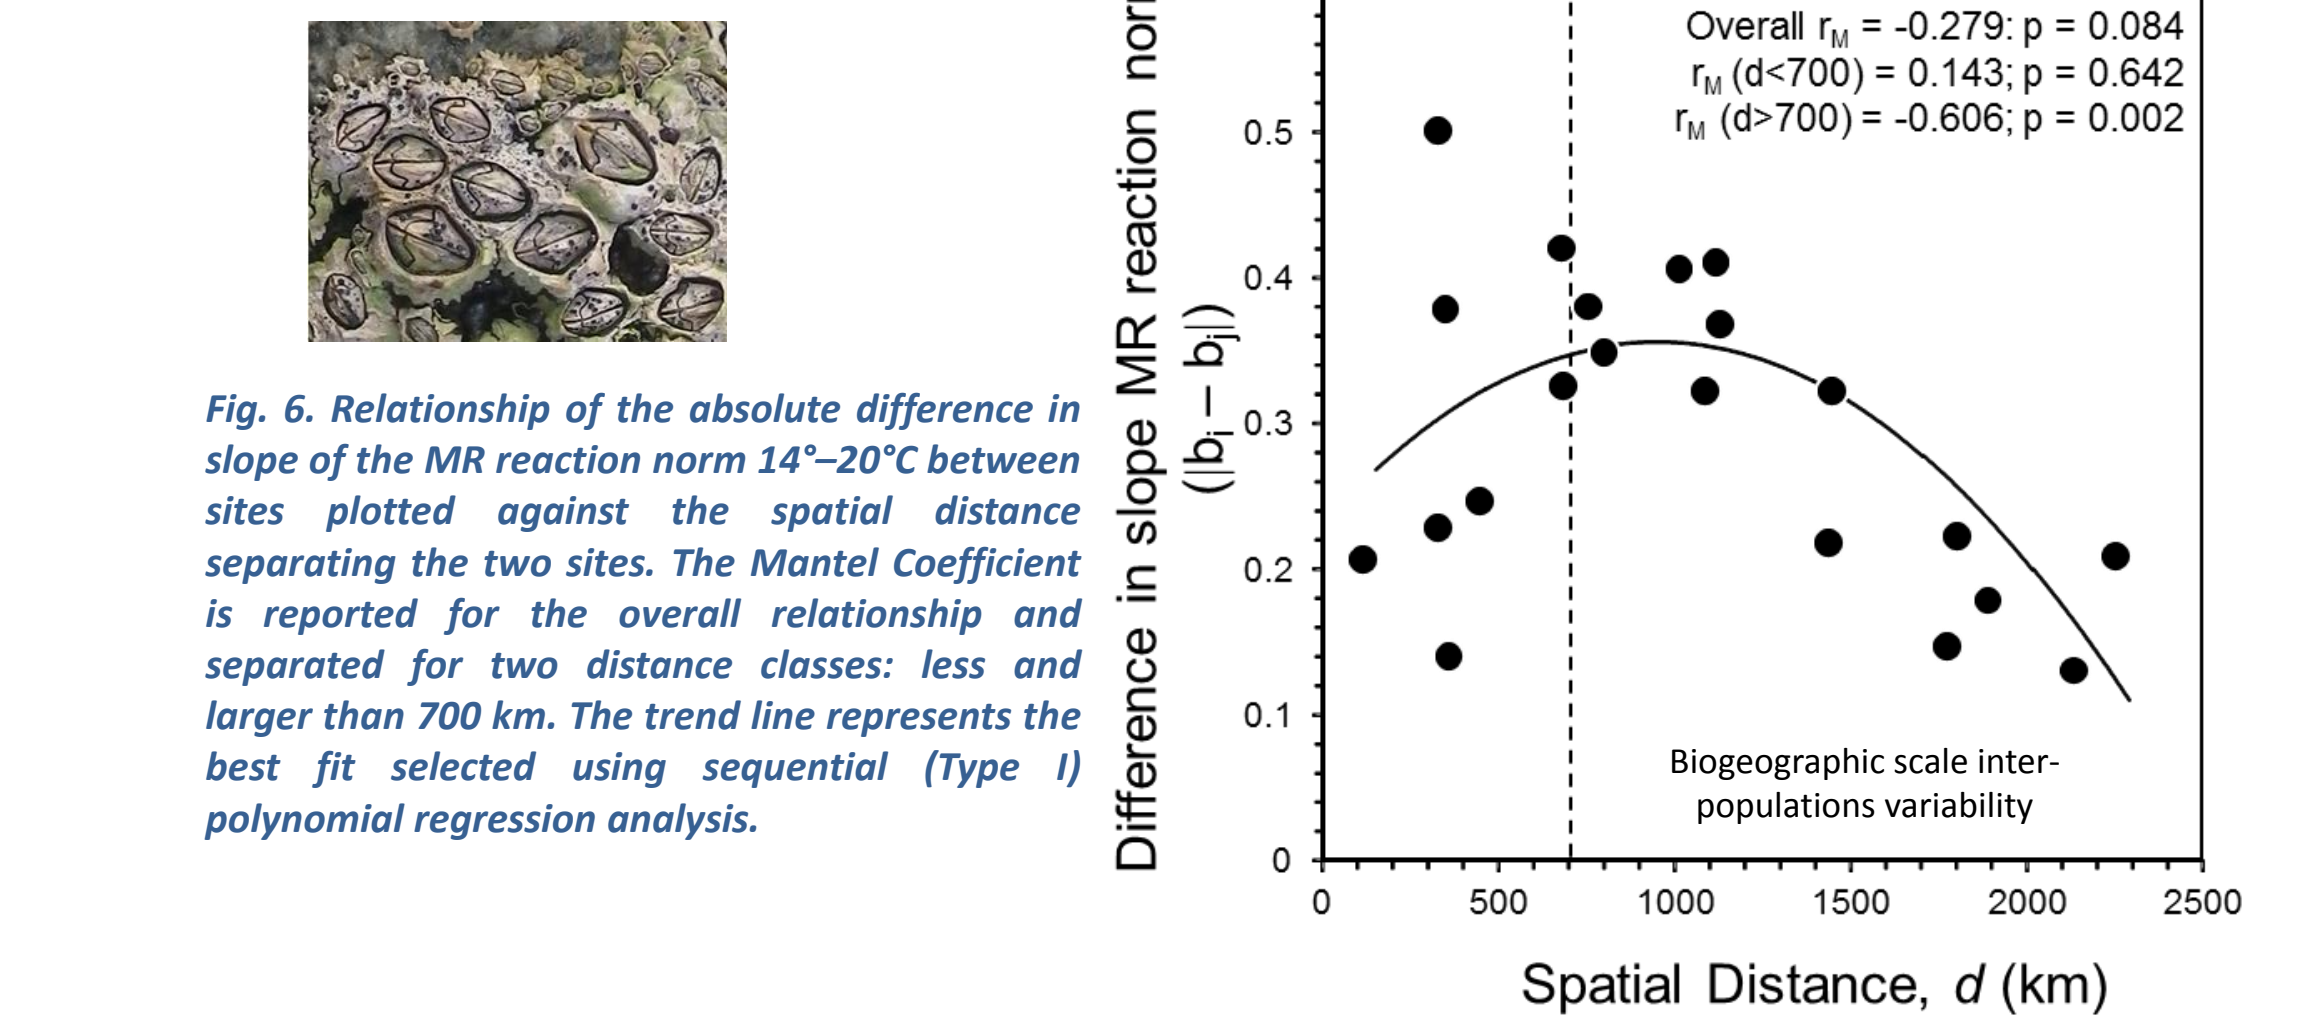 Fig. 6. Relationship of the absolute difference in
slope of the MR reaction norm 14°–20°C between
sites plotted against the spatial distance
separating the two sites. The Mantel Coefficient
is reported for the overall relationship and
separated for two distance classes: less and
larger than 700 km. The trend line represents the
best fit selected using sequential (Type I)
polynomial regression analysis.
Difference in slope MR reaction
(|bi – bj|)
Overall rM = -0.279: p = 0.084
rM (d<700) = 0.143; p = 0.642
rM (d>700) = -0.606; p = 0.002
0.5
0.4
0.3
0.2
0.1
0
Biogeographic scale inter-
populations variability
0 500 1000 1500 2000 2500
Spatial Distance, d (km)